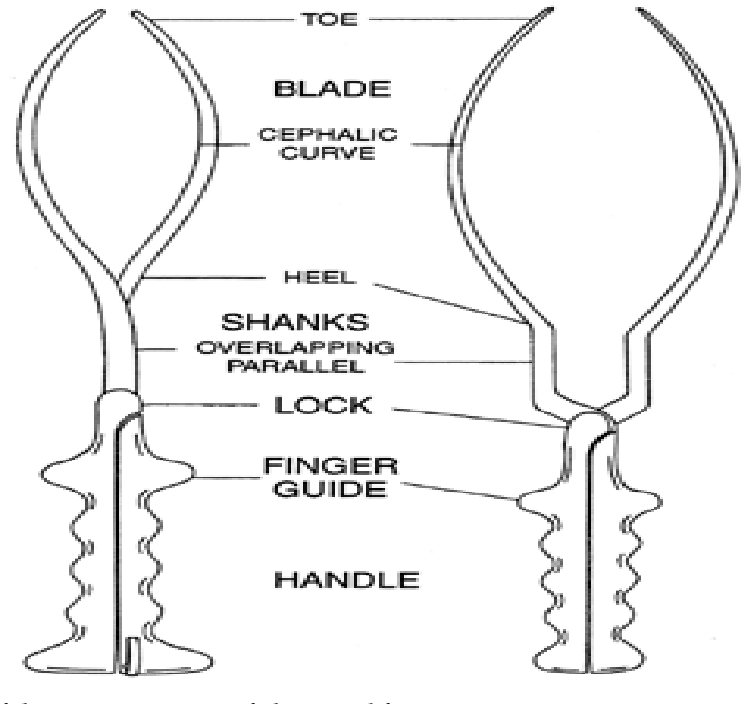 TOE
BLADE
CEPHALIC
CURVE
HEEL
SHANKS
OVERLAPPING
PARALLEL
LOCK
FINGER
GUIDE
HANDLE